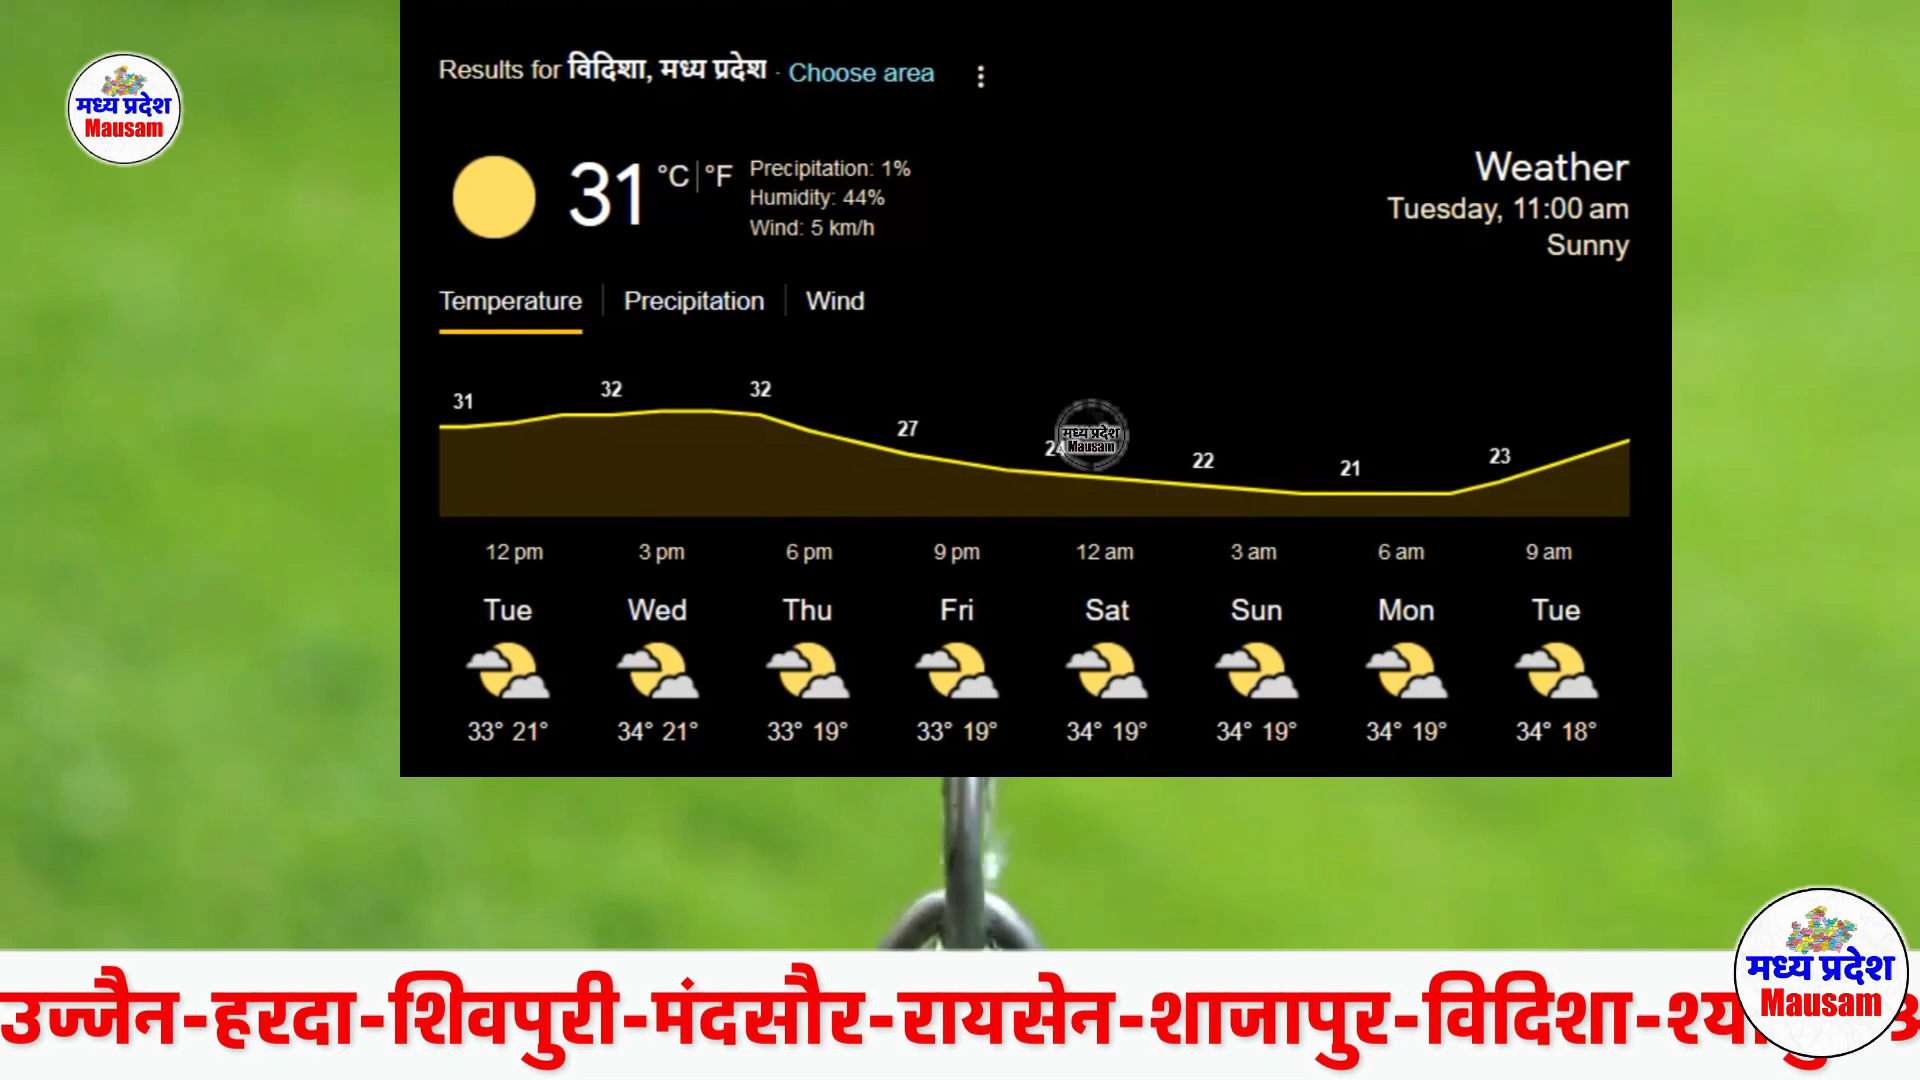 मध्य प्रदेश
Mausam
Results for विदिशा, मध्य प्रदेश · Choose area
31 °C | °F
Precipitation: 1%
Humidity: 44%
Wind: 5 km/h
Weather
Tuesday, 11:00 am
Sunny
Temperature Precipitation Wind
31 32 32 27 24 22 21 23
मध्य प्रदेश
Mausam
12 pm 3 pm 6 pm 9 pm 12 am 3 am 6 am 9 am
Tue Wed Thu Fri Sat Sun Mon Tue
33° 21° 34° 21° 33° 19° 33° 19° 34° 19° 34° 19° 34° 19° 34° 18°
उज्जैन-हरदा-शिवपुरी-मंदसौर-रायसेन-शाजापुर-विदिशा-
मध्य प्रदेश
Mausam